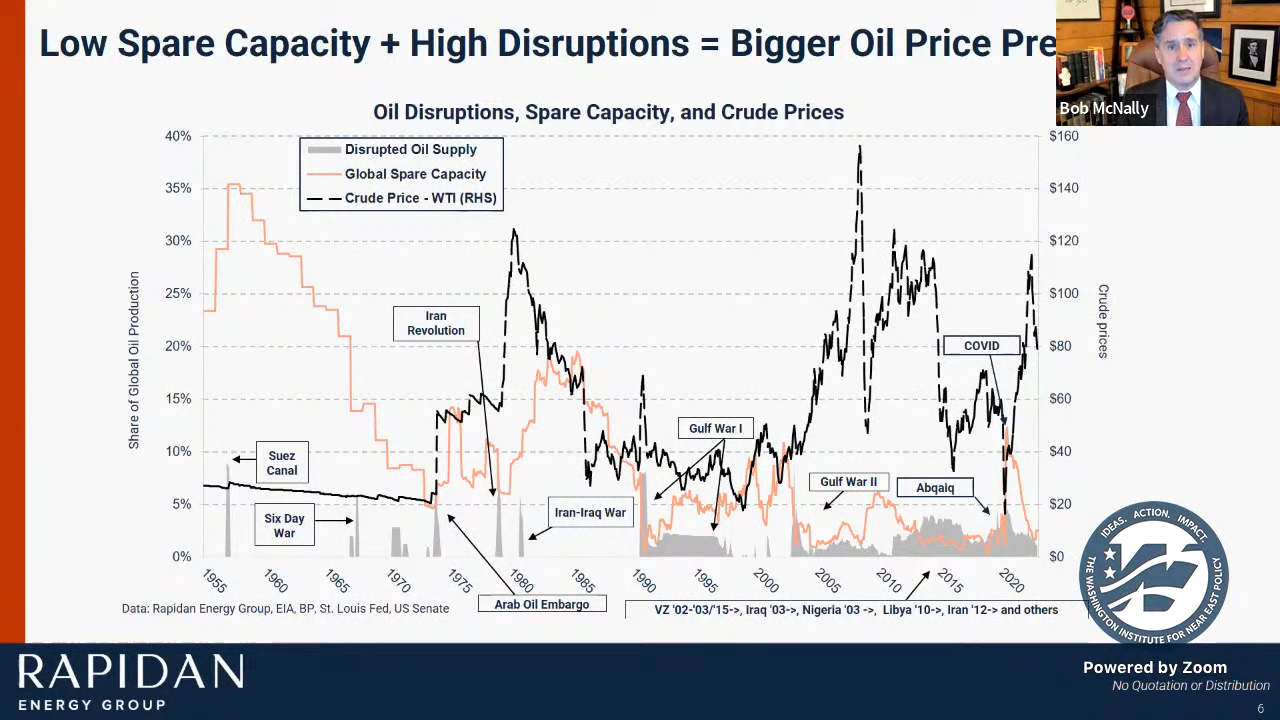 Low Spare Capacity + High Disruptions = Bigger Oil Price Pre
Bob McNally
Oil Disruptions, Spare Capacity, and Crude Prices
Disrupted Oil Supply
Global Spare Capacity
Crude Price - WTI (RHS)
Share of Global Oil Production
40%
35%
30%
25%
20%
15%
10%
5%
0%
$160
$140
$120
$100
$80
$60
$40
$20
$0
Crude prices
Iran
Revolution
COVID
Gulf War I
Suez
Canal
Gulf War II
Abqaiq
Six Day
War
Iran-Iraq War
Arab Oil Embargo
1955
1960
1965
1970
1975
1980
1985
1990
1995
2000
2005
2010
2015
2020
Data: Rapidan Energy Group, EIA, BP, St. Louis Fed, US Senate
VZ '02-'03/'15->, Iraq '03->, Nigeria '03 ->, Libya '10->, Iran '12-> and others
IDEAS. ACTION. IMPACT.
THE WASHINGTON INSTITUTE FOR NEAR EAST POLICY
RAPIDAN
ENERGY GROUP
Powered by Zoom
No Quotation or Distribution
6